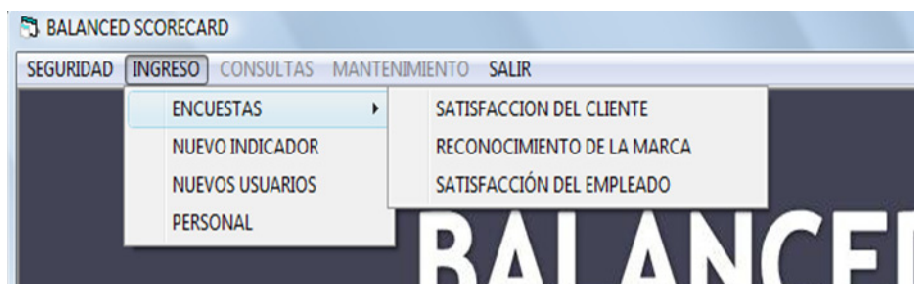 BALANCED SCORECARD
SEGURIDAD INGRESO CONSULTAS MANTENIMIENTO SALIR
ENCUESTAS
NUEVO INDICADOR
NUEVOS USUARIOS
PERSONAL
SATISFACCION DEL CLIENTE
RECONOCIMIENTO DE LA MARCA
SATISFACCIÓN DEL EMPLEADO
BALANCED